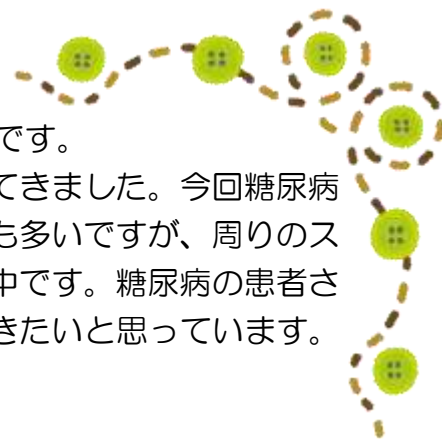 です。
てきました。今回糖尿病
も多いですが、周りのス
中です。糖尿病の患者さ
きたいと思っています。